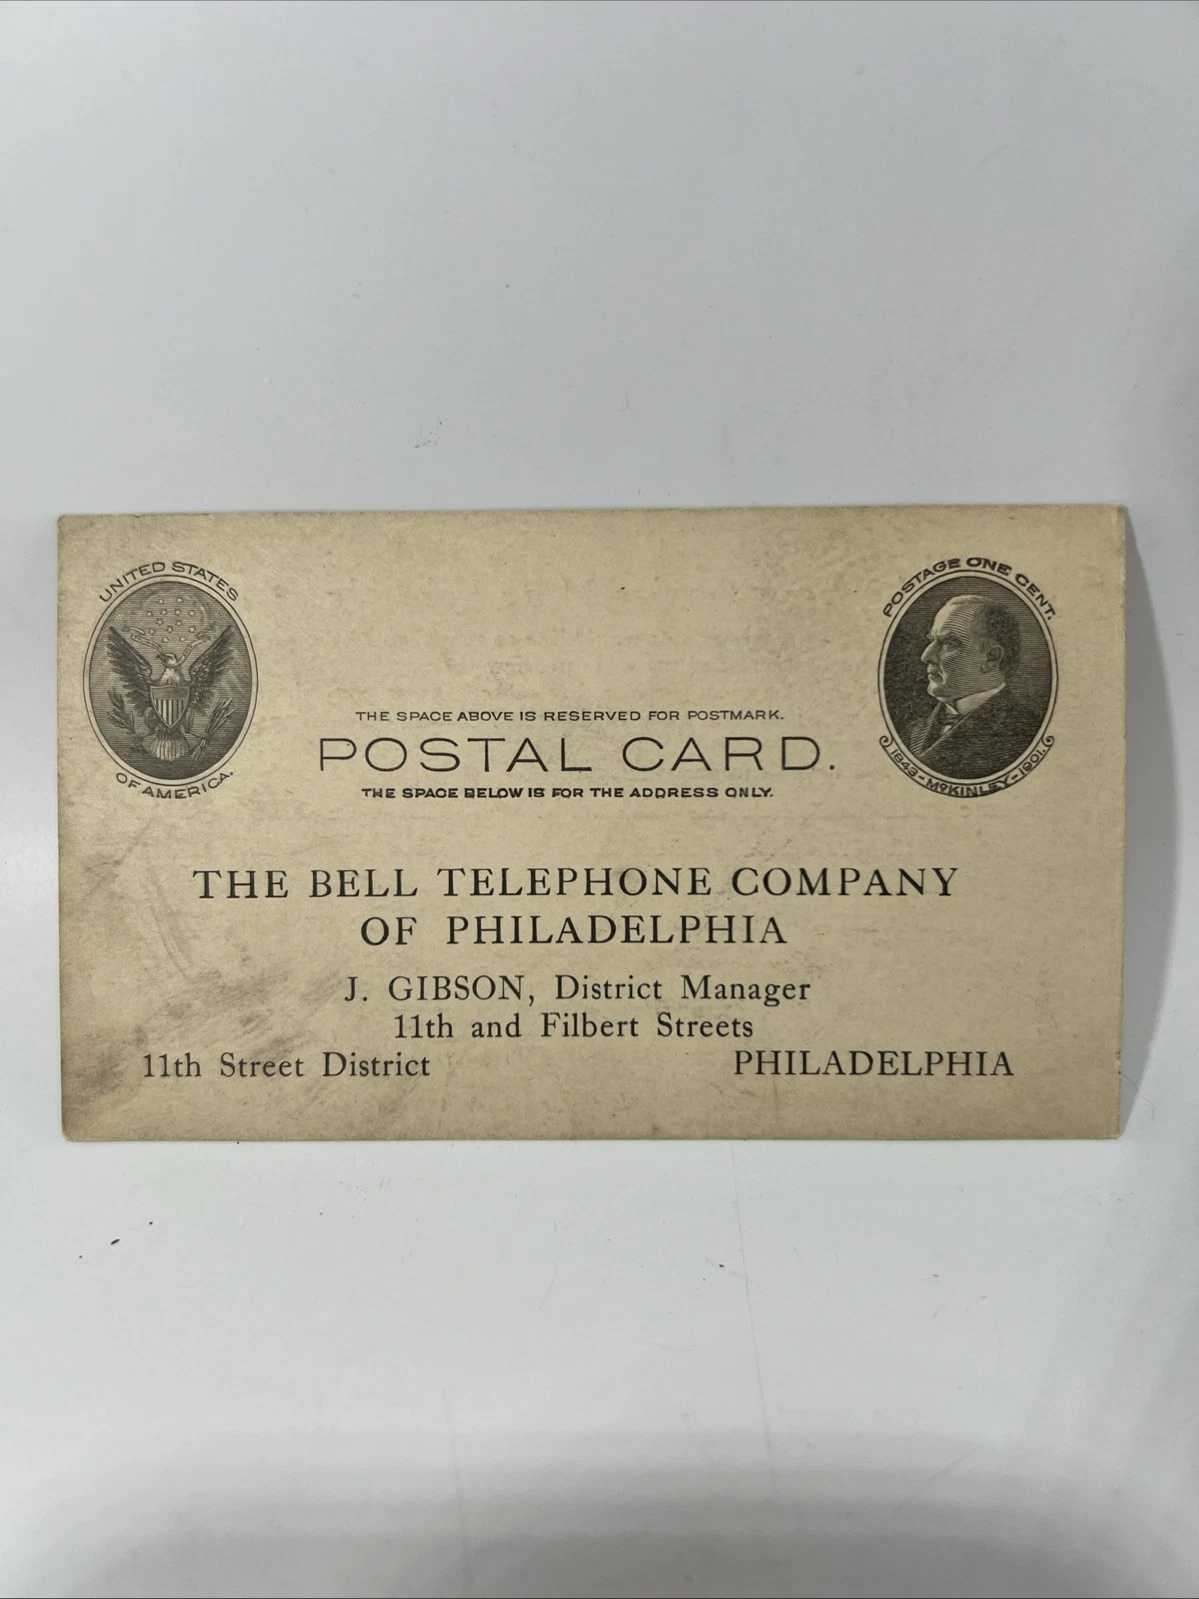 UNITED STATES
OF AMERICA.
POSTAGE ONE CENT.
1843-McKINLEY-1901.
THE SPACE ABOVE IS RESERVED FOR POSTMARK.
POSTAL CARD.
THE SPACE BELOW IS FOR THE ADDRESS ONLY.
THE BELL TELEPHONE COMPANY
OF PHILADELPHIA
J. GIBSON, District Manager
11th and Filbert Streets
11th Street District PHILADELPHIA